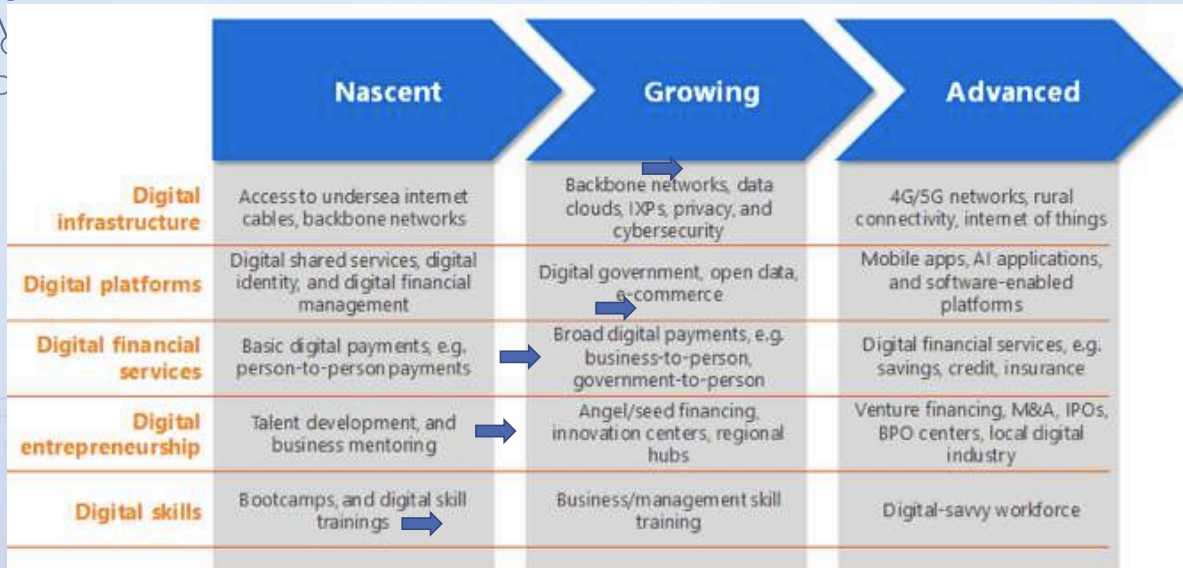 Nascent
Growing
Advanced
Digital
infrastructure
Access to undersea internet
cables, backbone networks
Backbone networks, data
clouds, IXPs, privacy, and
cybersecurity
4G/5G networks, rural
connectivity, internet of things
Digital platforms
Digital shared services, digital
identity, and digital financial
management
Digital government, open data,
e-commerce
Mobile apps, AI applications,
and software-enabled
platforms
Digital financial
services
Basic digital payments, e.g.
person-to-person payments
Broad digital payments, e.g.
business-to-person,
government-to-person
Digital financial services, e.g.
savings, credit, insurance
Digital
entrepreneurship
Talent development, and
business mentoring
Angel/seed financing,
innovation centers, regional
hubs
Venture financing, M&A, IPOs,
BPO centers, local digital
industry
Digital skills
Bootcamps, and digital skill
trainings
Business/management skill
training
Digital-savvy workforce